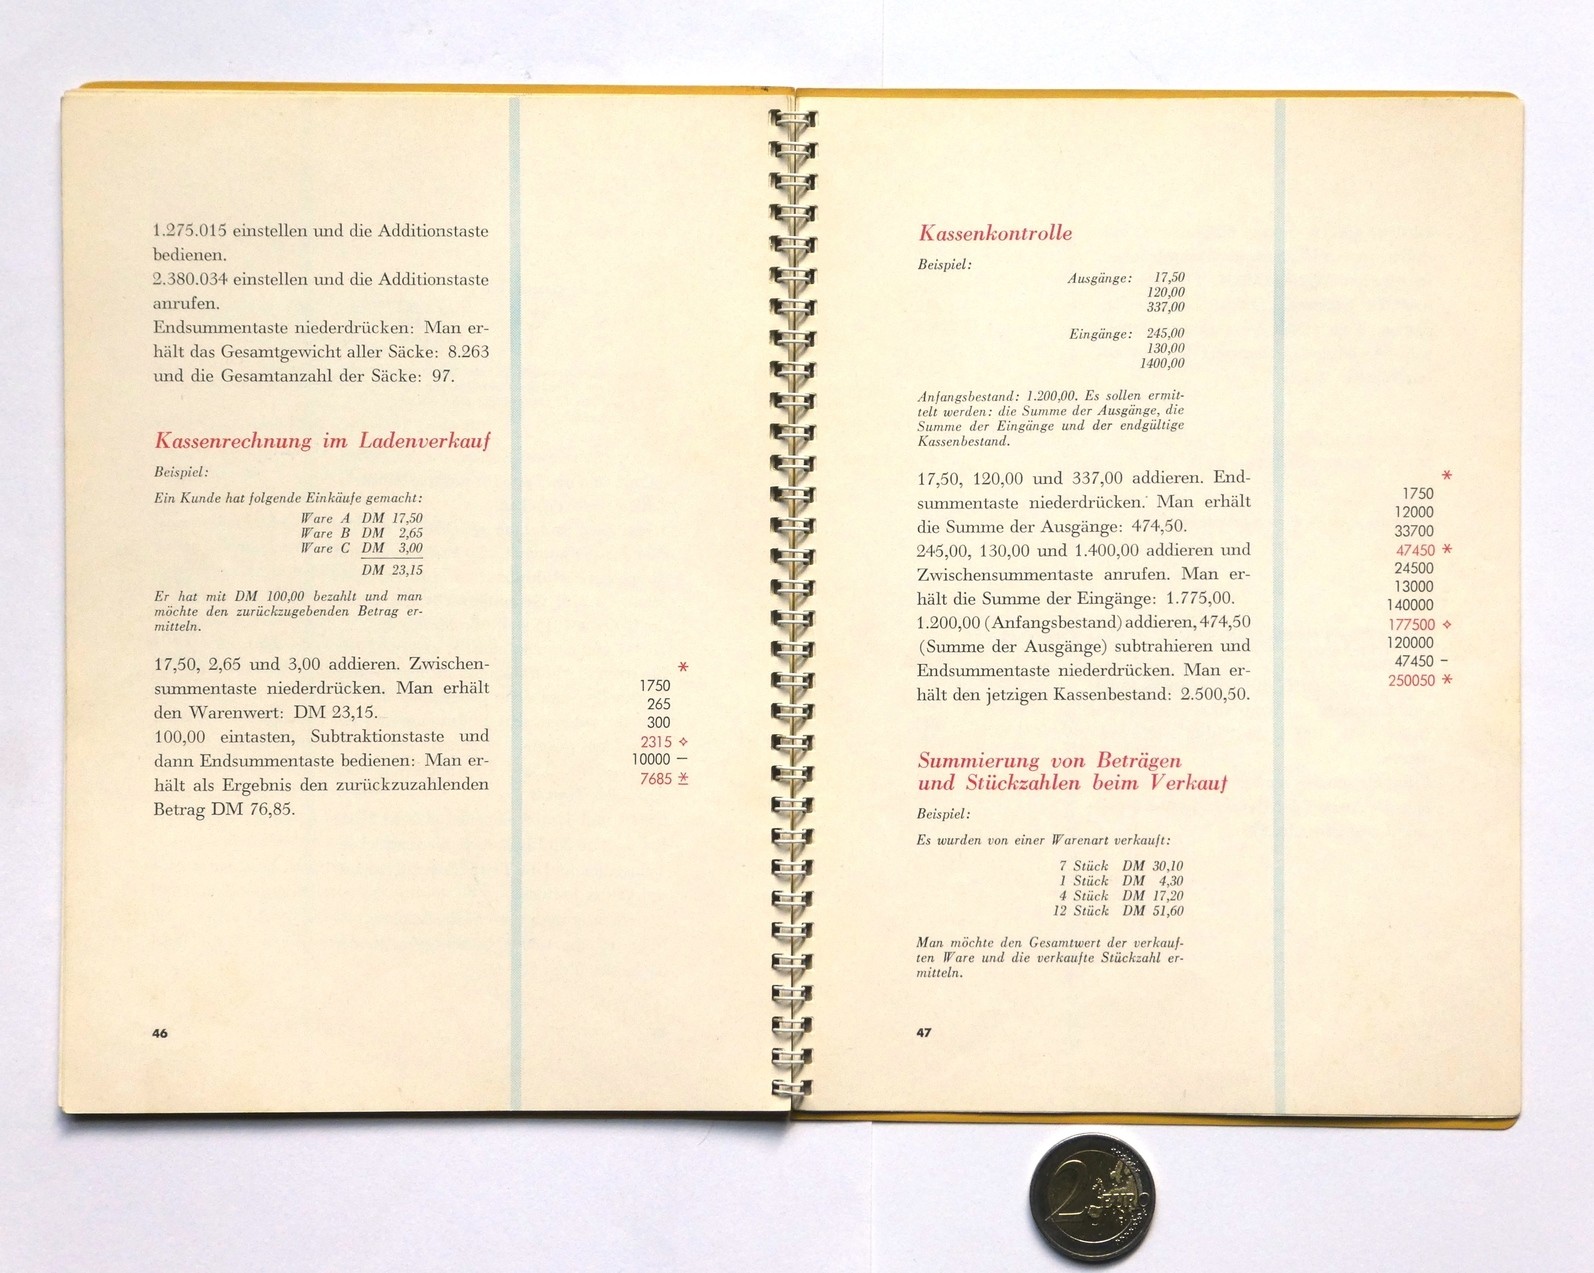 1.275.015 einstellen und die Additionstaste
bedienen.
2.380.034 einstellen und die Additionstaste
anrufen.
Endsummentaste niederdrücken: Man er-
hält das Gesamtgewicht aller Säcke: 8.263
und die Gesamtanzahl der Säcke: 97.
Kassenrechnung im Ladenverkauf
Beispiel:
Ein Kunde hat folgende Einkäufe gemacht:
Ware A DM 17,50
Ware B DM 2,65
Ware C DM 3,00
DM 23,15
Er hat mit DM 100,00 bezahlt und man
möchte den zurückzugebenden Betrag er-
mitteln.
17,50, 2,65 und 3,00 addieren. Zwischen-
summentaste niederdrücken. Man erhält
den Warenwert: DM 23,15.
100,00 eintasten, Subtraktionstaste und
dann Endsummentaste bedienen: Man er-
hält als Ergebnis den zurückzuzahlenden
Betrag DM 76,85.
*
1750
265
300
2315 ⋄
10000 –
7685 *
46
Kassenkontrolle
Beispiel:
Ausgänge: 17,50
120,00
337,00
Eingänge: 245,00
130,00
1400,00
Anfangsbestand: 1.200,00. Es sollen ermit-
telt werden: die Summe der Ausgänge, die
Summe der Eingänge und der endgültige
Kassenbestand.
17,50, 120,00 und 337,00 addieren. End-
summentaste niederdrücken. Man erhält
die Summe der Ausgänge: 474,50.
245,00, 130,00 und 1.400,00 addieren und
Zwischensummentaste anrufen. Man er-
hält die Summe der Eingänge: 1.775,00.
1.200,00 (Anfangsbestand) addieren, 474,50
(Summe der Ausgänge) subtrahieren und
Endsummentaste niederdrücken. Man er-
hält den jetzigen Kassenbestand: 2.500,50.
*
1750
12000
33700
47450 *
24500
13000
140000
177500 ⋄
120000
47450 –
250050 *
Summierung von Beträgen
und Stückzahlen beim Verkauf
Beispiel:
Es wurden von einer Warenart verkauft:
7 Stück DM 30,10
1 Stück DM 4,30
4 Stück DM 17,20
12 Stück DM 51,60
Man möchte den Gesamtwert der verkauf-
ten Ware und die verkaufte Stückzahl er-
mitteln.
47
2